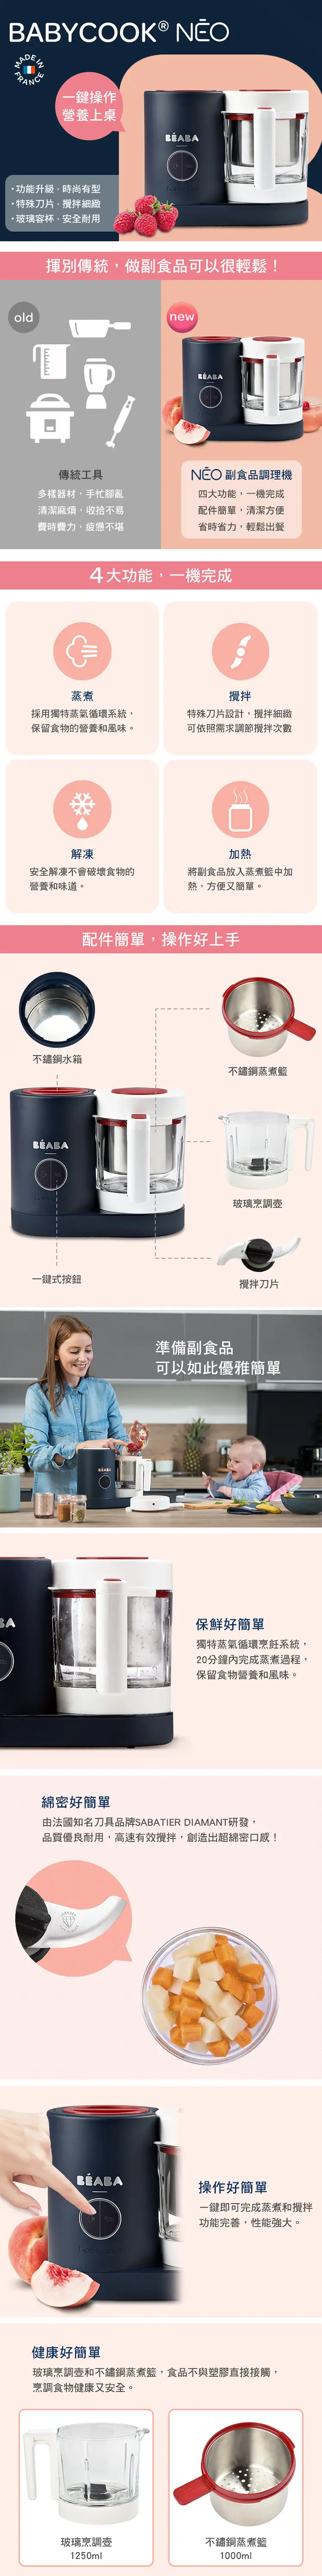 BABYCOOK® NĒO
MADE IN
FRANCE
一鍵操作
營養上桌
BÉABA
•功能升級．時尚有型
•特殊刀片．攪拌細緻
•玻璃容杯．安全耐用
揮別傳統，做副食品可以很輕鬆！
old
new
BÉABA
傳統工具
多樣器材，手忙腳亂
清潔麻煩，收拾不易
費時費力，疲憊不堪
NĒO 副食品調理機
四大功能，一機完成
配件簡單，清潔方便
省時省力，輕鬆出餐
4大功能，一機完成
蒸煮
採用獨特蒸氣循環系統，
保留食物的營養和風味。
攪拌
特殊刀片設計，攪拌細緻
可依照需求調節攪拌次數
解凍
安全解凍不會破壞食物的
營養和味道。
加熱
將副食品放入蒸煮籃中加
熱，方便又簡單。
配件簡單，操作好上手
不鏽鋼水箱
不鏽鋼蒸煮籃
BÉABA
玻璃烹調壺
一鍵式按鈕
攪拌刀片
準備副食品
可以如此優雅簡單
BÉABA
BA
保鮮好簡單
獨特蒸氣循環烹飪系統，
20分鐘內完成蒸煮過程，
保留食物營養和風味。
綿密好簡單
由法國知名刀具品牌SABATIER DIAMANT研發，
品質優良耐用，高速有效攪拌，創造出超綿密口感！
BÉABA
操作好簡單
一鍵即可完成蒸煮和攪拌
功能完善，性能強大。
健康好簡單
玻璃烹調壺和不鏽鋼蒸煮籃，食品不與塑膠直接接觸，
烹調食物健康又安全。
玻璃烹調壺
1250ml
不鏽鋼蒸煮籃
1000ml